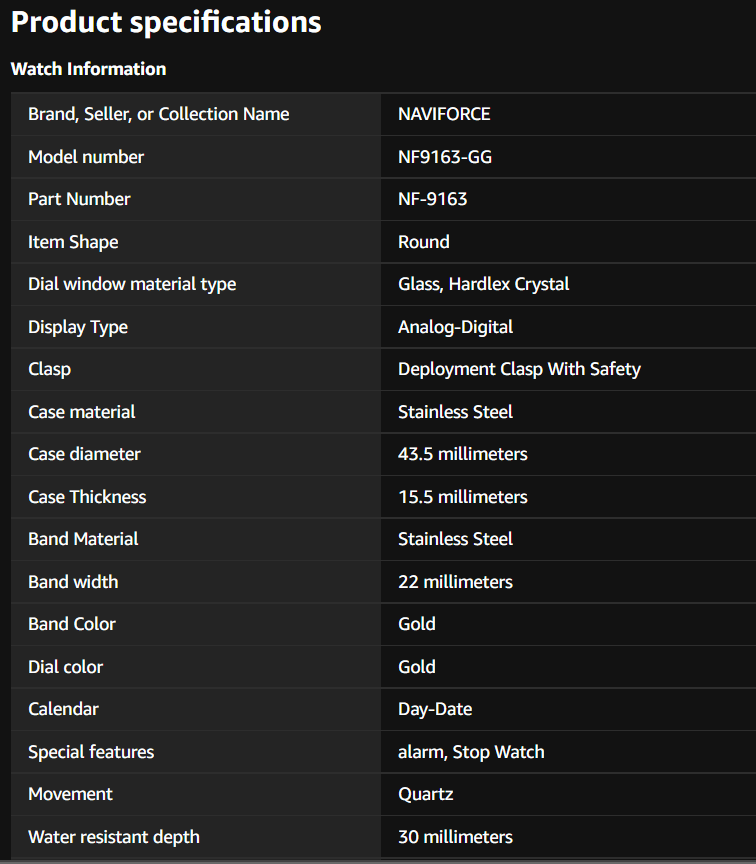 Product specifications
Watch Information
Brand, Seller, or Collection Name NAVIFORCE
Model number NF9163-GG
Part Number NF-9163
Item Shape Round
Dial window material type Glass, Hardlex Crystal
Display Type Analog-Digital
Clasp Deployment Clasp With Safety
Case material Stainless Steel
Case diameter 43.5 millimeters
Case Thickness 15.5 millimeters
Band Material Stainless Steel
Band width 22 millimeters
Band Color Gold
Dial color Gold
Calendar Day-Date
Special features alarm, Stop Watch
Movement Quartz
Water resistant depth 30 millimeters